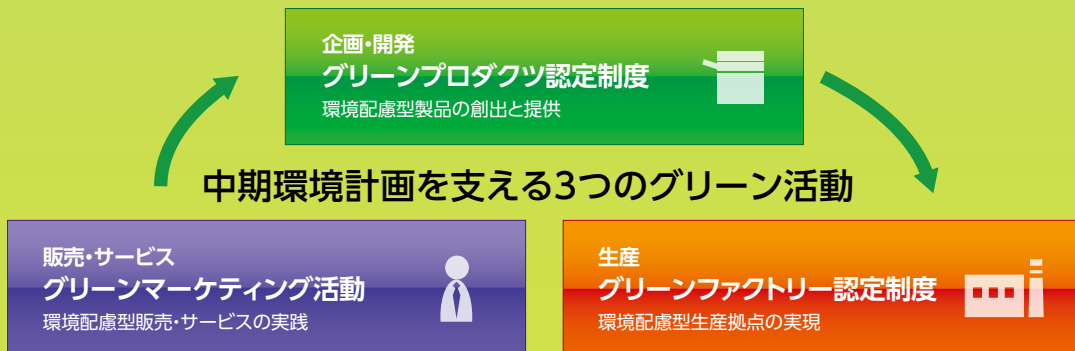 企画・開発
グリーンプロダクツ認定制度
環境配慮型製品の創出と提供
中期環境計画を支える3つのグリーン活動
販売・サービス
グリーンマーケティング活動
環境配慮型販売・サービスの実践
生産
グリーンファクトリー認定制度
環境配慮型生産拠点の実現